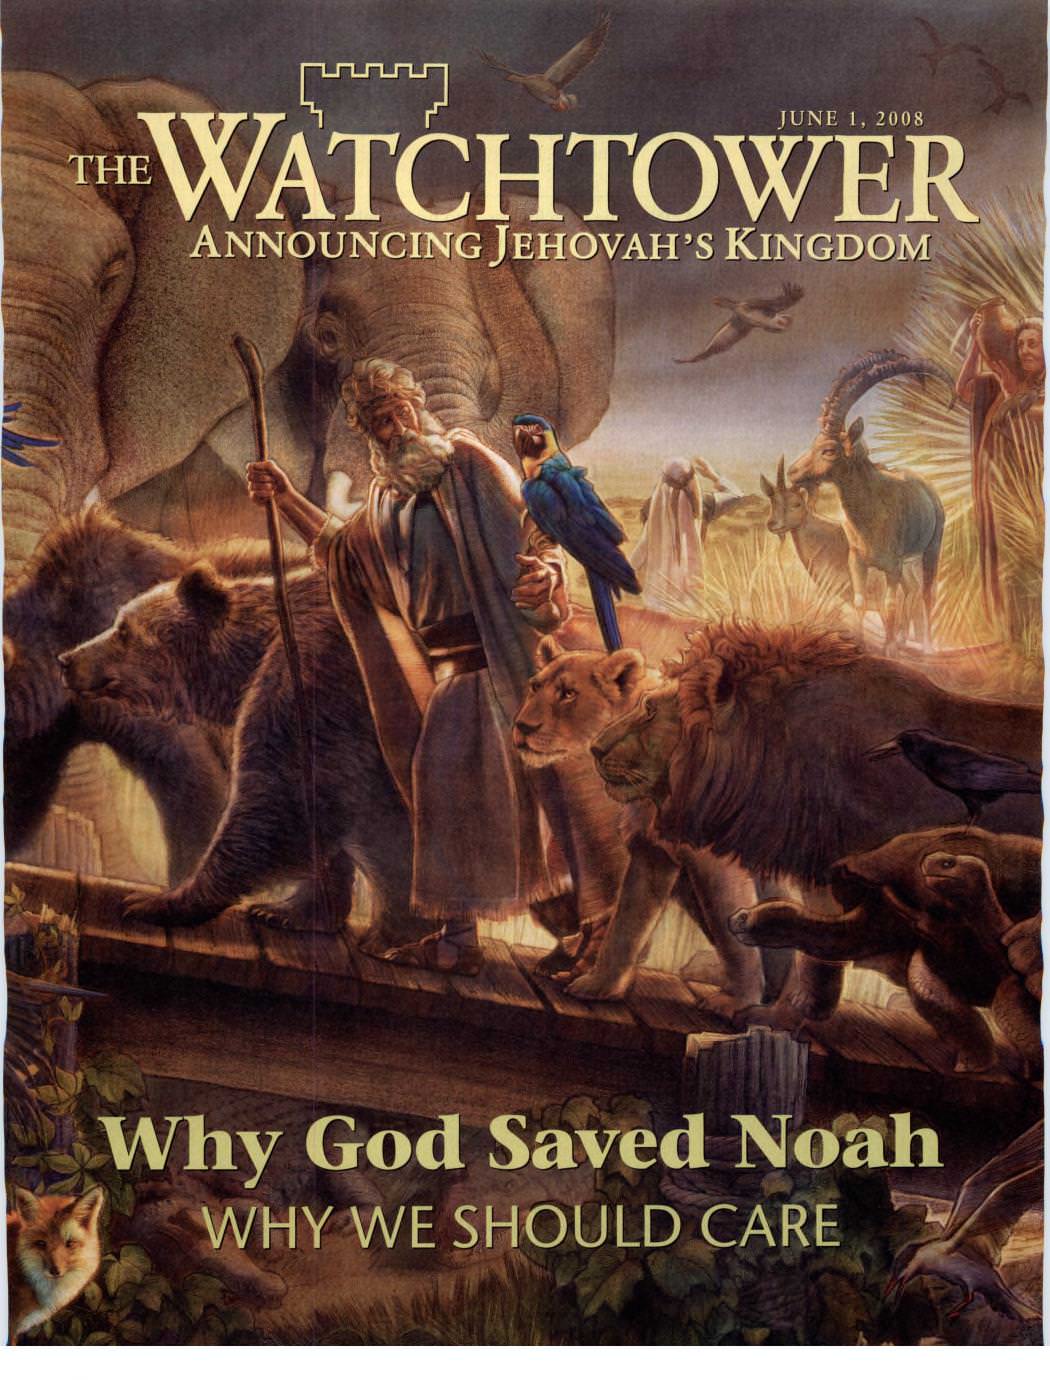 JUNE 1, 2008
THE WATCHTOWER
ANNOUNCING JEHOVAH'S KINGDOM
Why God Saved Noah
WHY WE SHOULD CARE